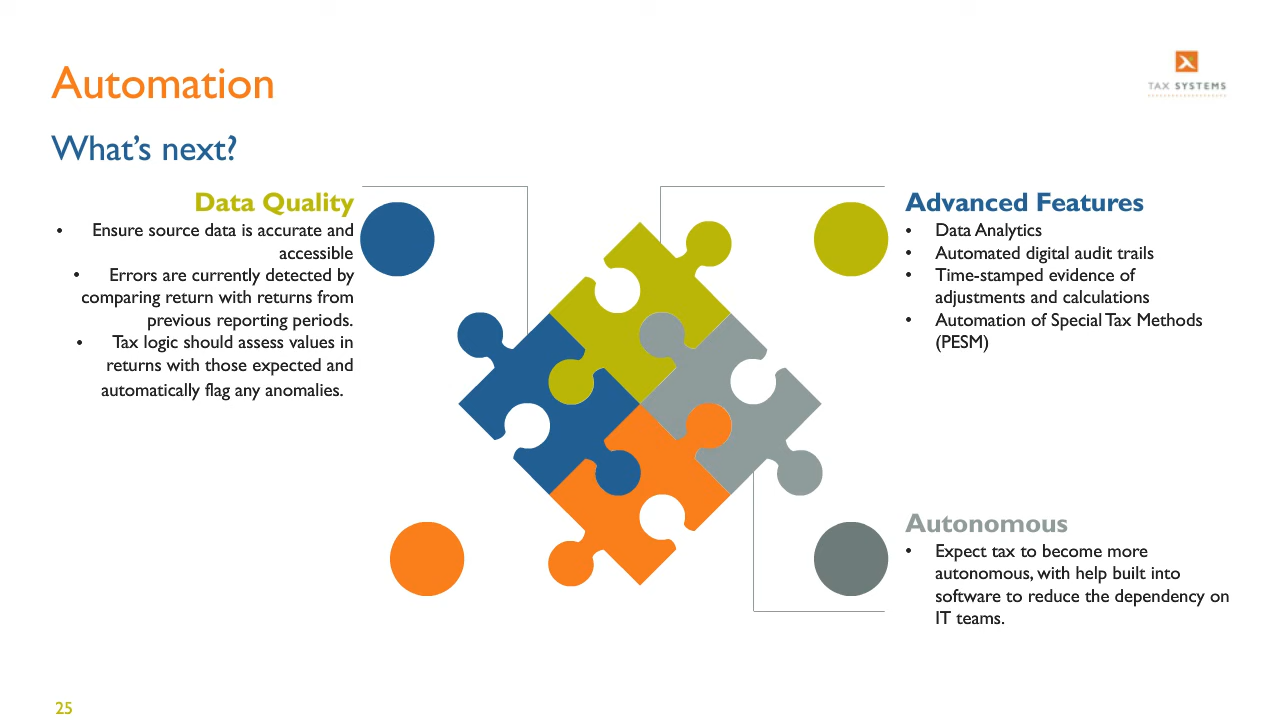 Automation
TAX SYSTEMS
What's next?
Data Quality
• Ensure source data is accurate and
accessible
• Errors are currently detected by
comparing return with returns from
previous reporting periods.
• Tax logic should assess values in
returns with those expected and
automatically flag any anomalies.
Advanced Features
• Data Analytics
• Automated digital audit trails
• Time-stamped evidence of
adjustments and calculations
• Automation of Special Tax Methods
(PESM)
Autonomous
• Expect tax to become more
autonomous, with help built into
software to reduce the dependency on
IT teams.
25